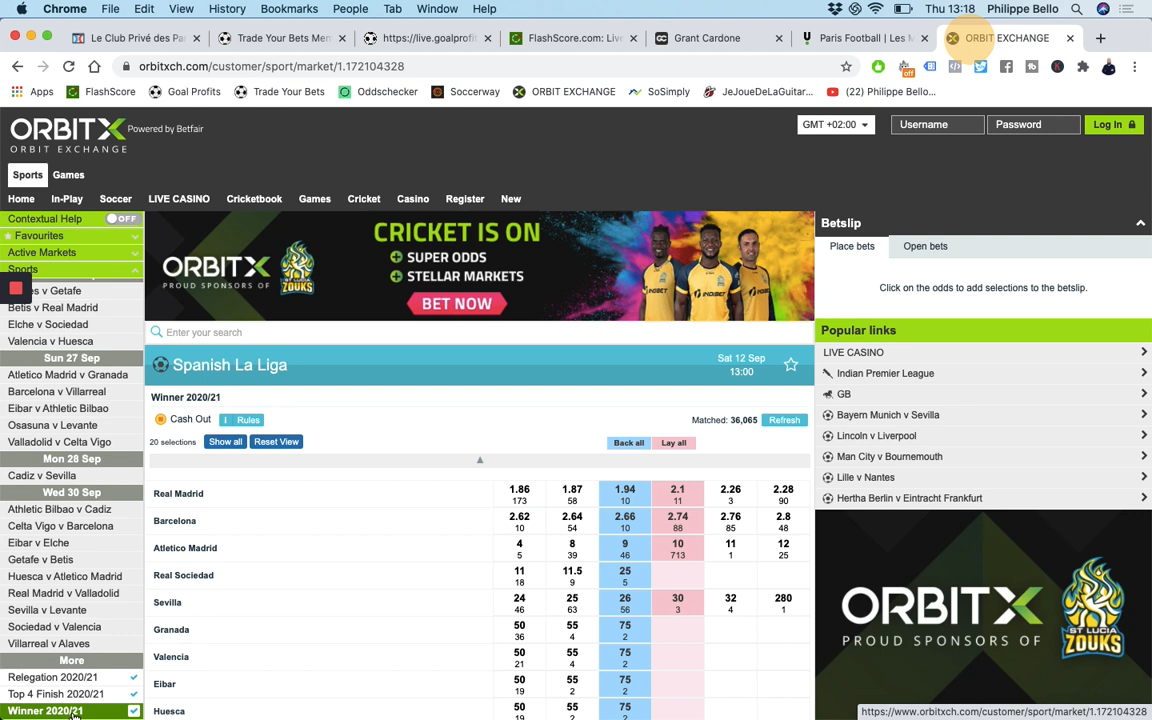 Chrome File Edit View History Bookmarks People Tab Window Help Thu 13:18 Philippe Bello
Le Club Privé des Pa Trade Your Bets Men https://live.goalprofit FlashScore.com: Liv Grant Cardone Paris Football | Les M ORBIT EXCHANGE
orbitxch.com/customer/sport/market/1.172104328
Apps FlashScore Goal Profits Trade Your Bets Oddschecker Soccerway ORBIT EXCHANGE SoSimply JeJoueDeLaGuitar... (22) Philippe Bello...
ORBITX Powered by Betfair
ORBIT EXCHANGE
GMT +02:00 Username Password Log In
Sports Games
Home In-Play Soccer LIVE CASINO Cricketbook Games Cricket Casino Register New
Contextual Help OFF
Favourites
Active Markets
Sports
es v Getafe
Betis v Real Madrid
Elche v Sociedad
Valencia v Huesca
Sun 27 Sep
Atletico Madrid v Granada
Barcelona v Villarreal
Eibar v Athletic Bilbao
Osasuna v Levante
Valladolid v Celta Vigo
Mon 28 Sep
Cadiz v Sevilla
Wed 30 Sep
Athletic Bilbao v Cadiz
Celta Vigo v Barcelona
Eibar v Elche
Getafe v Betis
Huesca v Atletico Madrid
Real Madrid v Valladolid
Sevilla v Levante
Sociedad v Valencia
Villarreal v Alaves
More
Relegation 2020/21
Top 4 Finish 2020/21
Winner 2020/21
ORBITX
PROUD SPONSORS OF
ST LUCIA
ZOUKS
CRICKET IS ON
SUPER ODDS
STELLAR MARKETS
BET NOW
Enter your search
Spanish La Liga
Sat 12 Sep
13:00
Winner 2020/21
Cash Out Rules Matched: 36,065 Refresh
20 selections Show all Reset View Back all Lay all
Real Madrid 1.86 1.87 1.94 2.1 2.26 2.28
173 58 10 11 3 90
Barcelona 2.62 2.64 2.66 2.74 2.76 2.8
10 54 10 88 85 48
Atletico Madrid 4 8 9 10 11 12
5 39 46 713 1 25
Real Sociedad 11 11.5 25
18 9 5
Sevilla 24 25 26 30 32 280
46 63 56 3 4 1
Granada 50 55 75
36 4 2
Valencia 50 55 75
21 4 2
Eibar 50 55 75
19 2 2
Huesca 50 55 75
19 2 2
Betslip
Place bets Open bets
Click on the odds to add selections to the betslip.
Popular links
LIVE CASINO
Indian Premier League
GB
Bayern Munich v Sevilla
Lincoln v Liverpool
Man City v Bournemouth
Lille v Nantes
Hertha Berlin v Eintracht Frankfurt
ORBITX
PROUD SPONSORS OF
ST LUCIA
ZOUKS
https://www.orbitxch.com/customer/sport/market/1.172104328